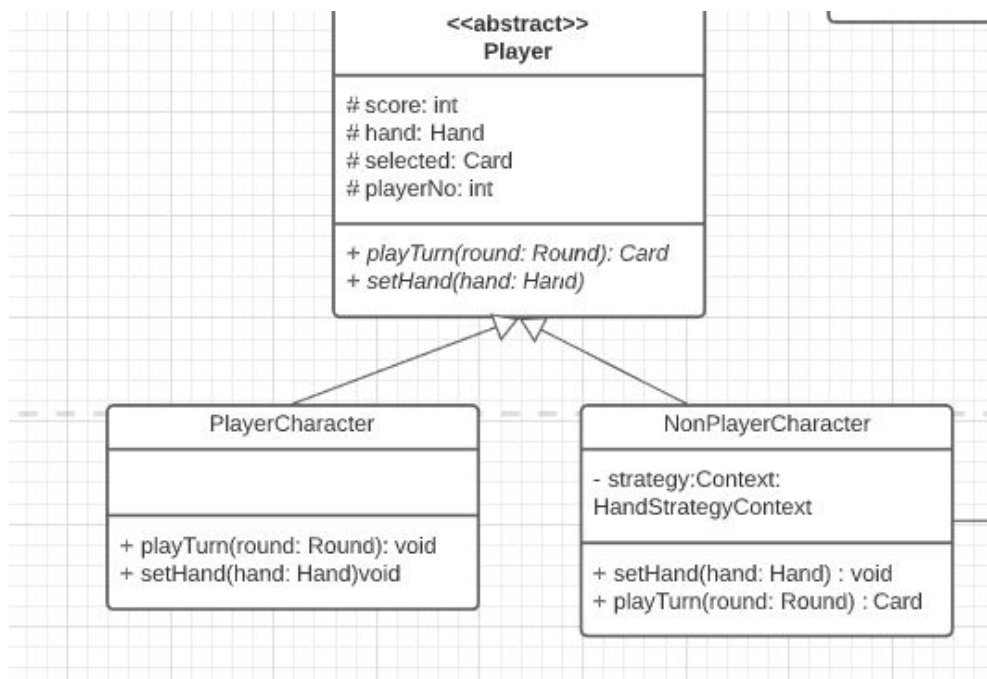 <<abstract>>
Player
# score: int
# hand: Hand
# selected: Card
# playerNo: int
+ playTurn(round: Round): Card
+ setHand(hand: Hand)
PlayerCharacter
+ playTurn(round: Round): void
+ setHand(hand: Hand)void
NonPlayerCharacter
- strategy:Context:
HandStrategyContext
+ setHand(hand: Hand) : void
+ playTurn(round: Round) : Card